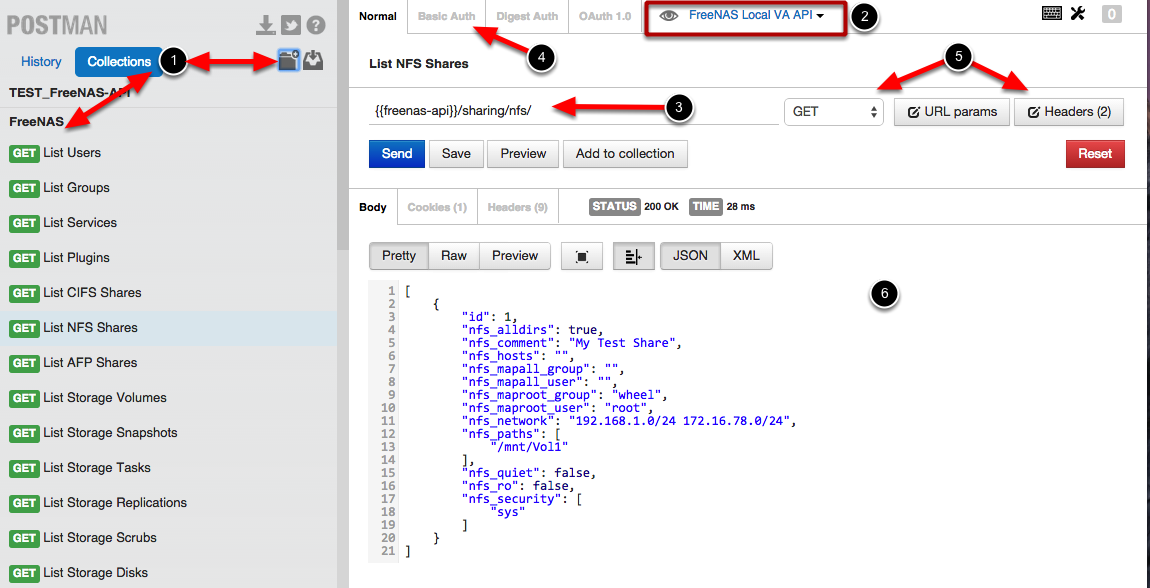 POSTMAN
History
Collections
1
TEST_FreeNAS-API
FreeNAS
GET List Users
GET List Groups
GET List Services
GET List Plugins
GET List CIFS Shares
GET List NFS Shares
GET List AFP Shares
GET List Storage Volumes
GET List Storage Snapshots
GET List Storage Tasks
GET List Storage Replications
GET List Storage Scrubs
GET List Storage Disks
Normal
Basic Auth
Digest Auth
OAuth 1.0
FreeNAS Local VA API
2
0
4
List NFS Shares
5
{{freenas-api}}/sharing/nfs/
3
GET
URL params
Headers (2)
Send
Save
Preview
Add to collection
Reset
Body
Cookies (1)
Headers (9)
STATUS 200 OK
TIME 28 ms
Pretty
Raw
Preview
JSON
XML
6
1 [
2 {
3 "id": 1,
4 "nfs_alldirs": true,
5 "nfs_comment": "My Test Share",
6 "nfs_hosts": "",
7 "nfs_mapall_group": "",
8 "nfs_mapall_user": "",
9 "nfs_maproot_group": "wheel",
10 "nfs_maproot_user": "root",
11 "nfs_network": "192.168.1.0/24 172.16.78.0/24",
12 "nfs_paths": [
13 "/mnt/Vol1"
14 ],
15 "nfs_quiet": false,
16 "nfs_ro": false,
17 "nfs_security": [
18 "sys"
19 ]
20 }
21 ]